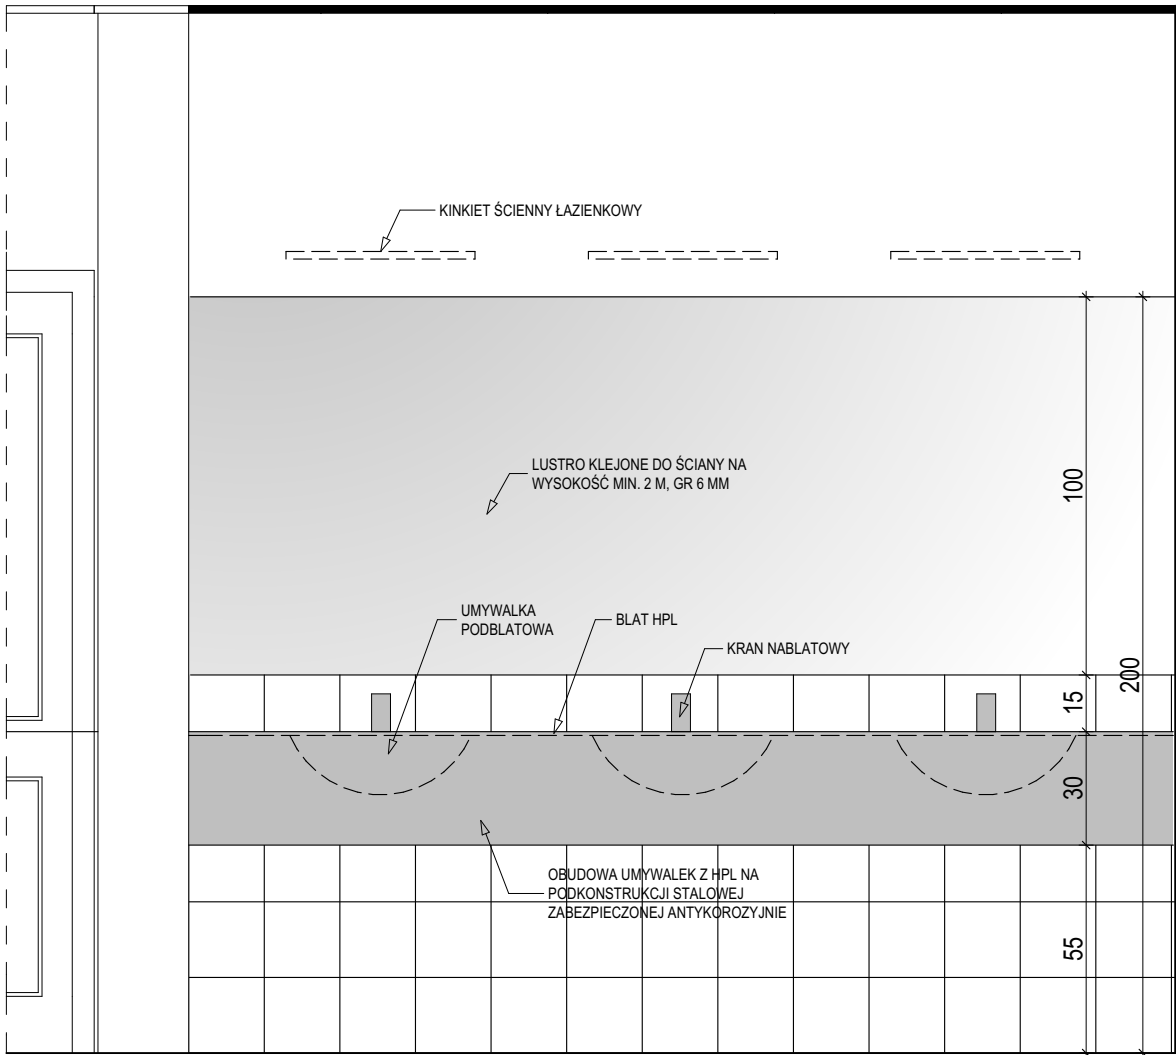 KINKIET ŚCIENNY ŁAZIENKOWY
LUSTRO KLEJONE DO ŚCIANY NA
WYSOKOŚĆ MIN. 2 M, GR 6 MM
100
UMYWALKA
PODBLATOWA
BLAT HPL
KRAN NABLATOWY
200
15
30
OBUDOWA UMYWALEK Z HPL NA
PODKONSTRUKCJI STALOWEJ
ZABEZPIECZONEJ ANTYKOROZYJNIE
55